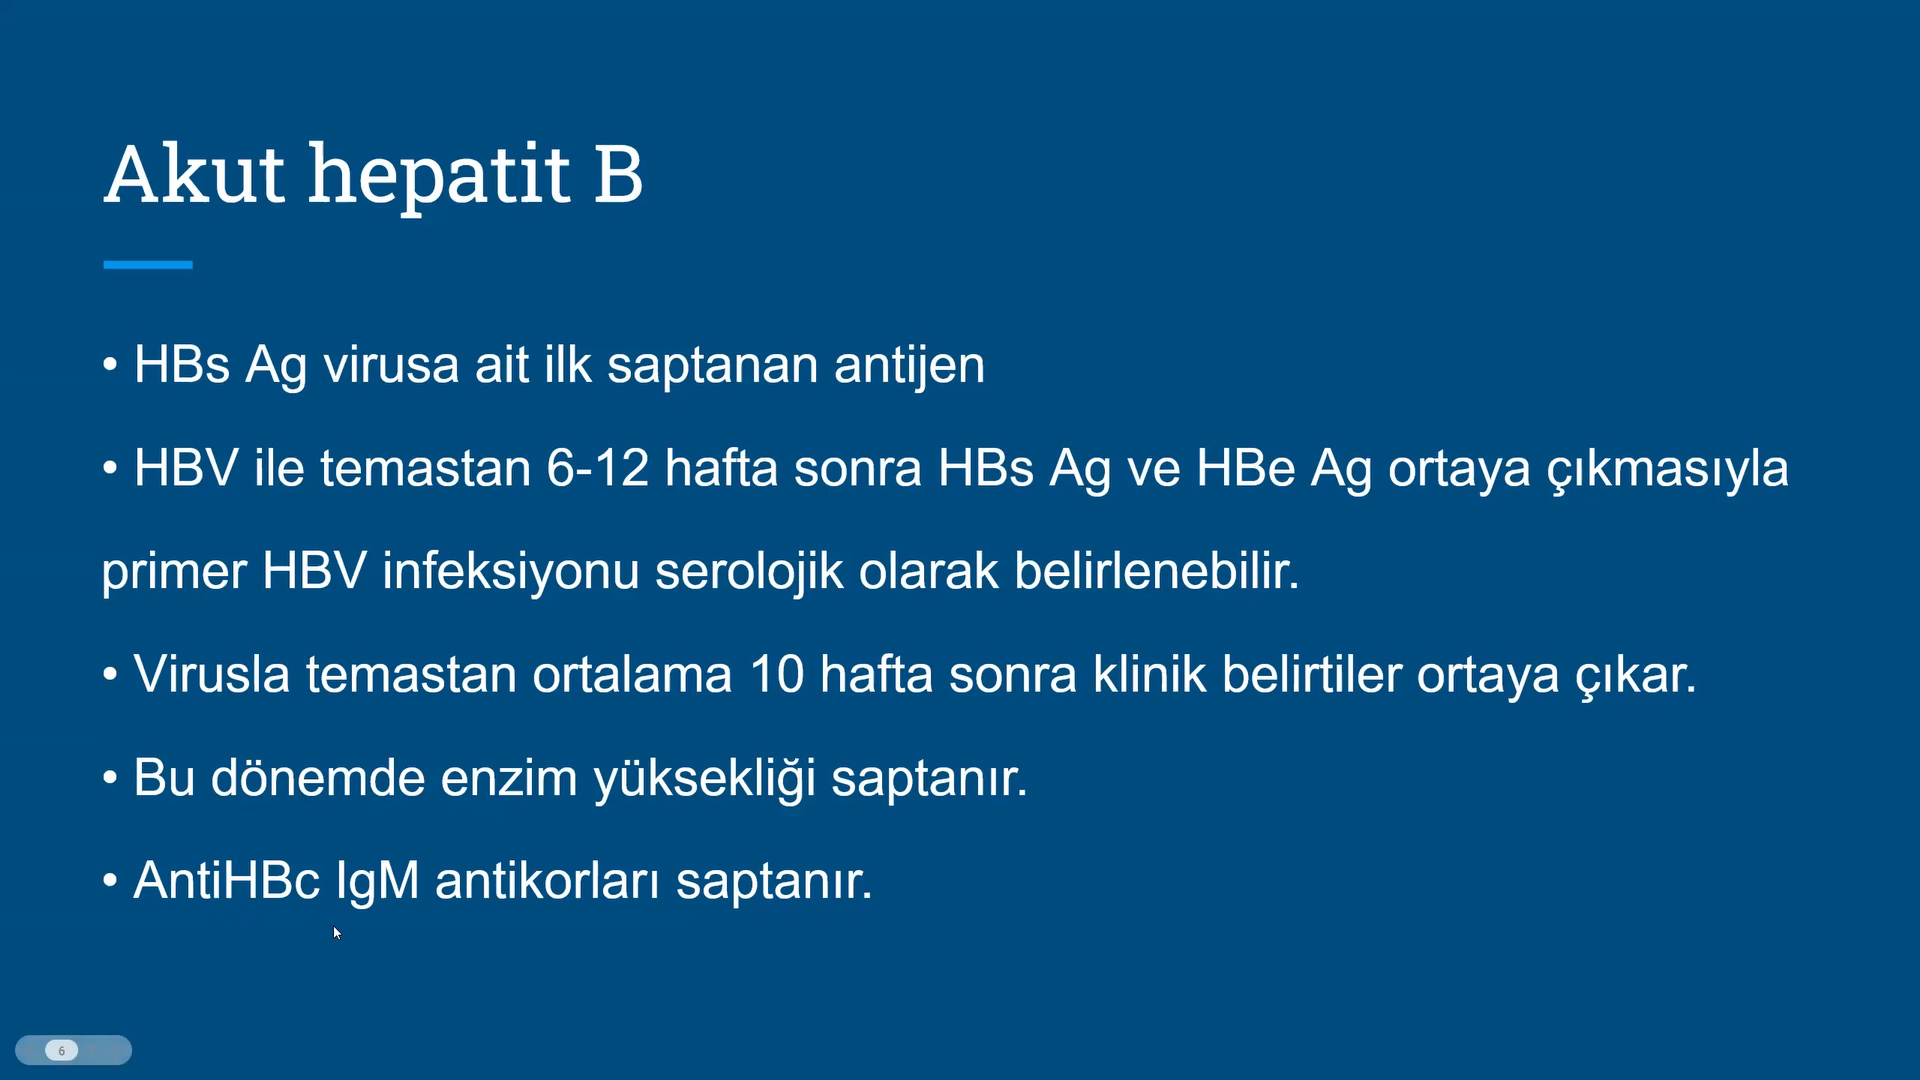 Akut hepatit B
• HBs Ag virusa ait ilk saptanan antijen
• HBV ile temastan 6-12 hafta sonra HBs Ag ve HBe Ag ortaya çıkmasıyla
primer HBV infeksiyonu serolojik olarak belirlenebilir.
• Virusla temastan ortalama 10 hafta sonra klinik belirtiler ortaya çıkar.
• Bu dönemde enzim yüksekliği saptanır.
• AntiHBc IgM antikorları saptanır.
6